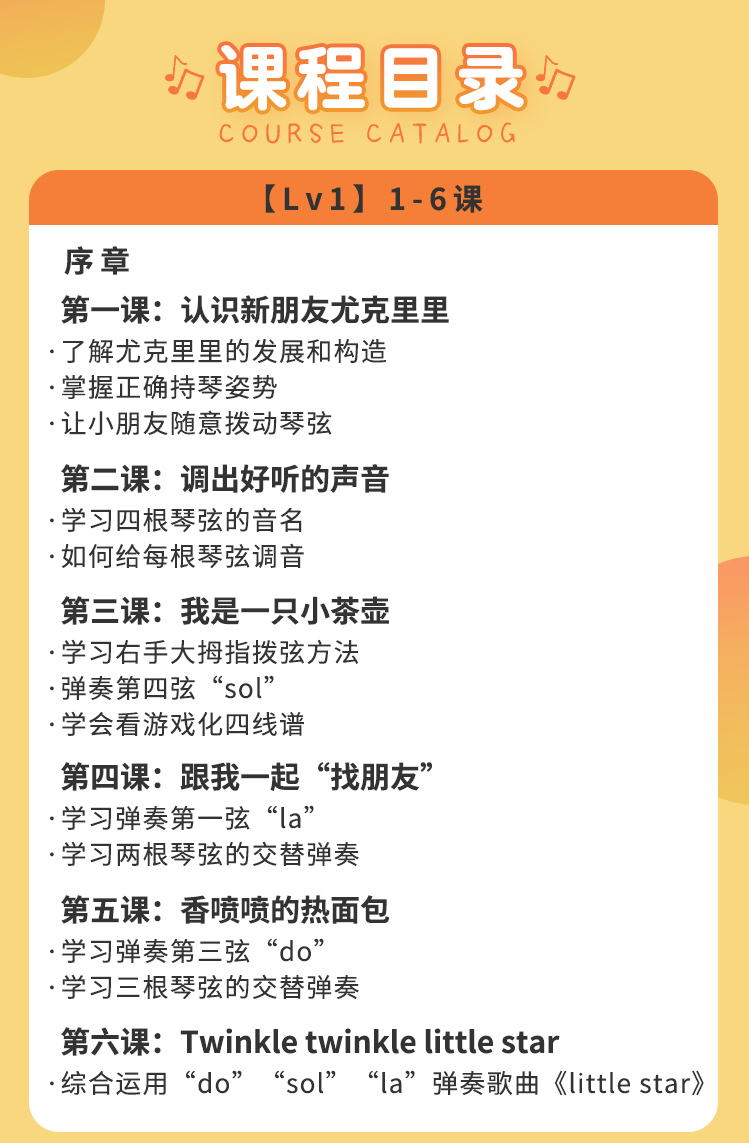 课程目录
COURSE CATALOG
【Lv1】1-6课
序章
第一课：认识新朋友尤克里里
·了解尤克里里的发展和构造
·掌握正确持琴姿势
·让小朋友随意拨动琴弦
第二课：调出好听的声音
·学习四根琴弦的音名
·如何给每根琴弦调音
第三课：我是一只小茶壶
·学习右手大拇指拨弦方法
·弹奏第四弦“sol”
·学会看游戏化四线谱
第四课：跟我一起“找朋友”
·学习弹奏第一弦“la”
·学习两根琴弦的交替弹奏
第五课：香喷喷的热面包
·学习弹奏第三弦“do”
·学习三根琴弦的交替弹奏
第六课：Twinkle twinkle little star
·综合运用“do”“sol”“la”弹奏歌曲《little star》